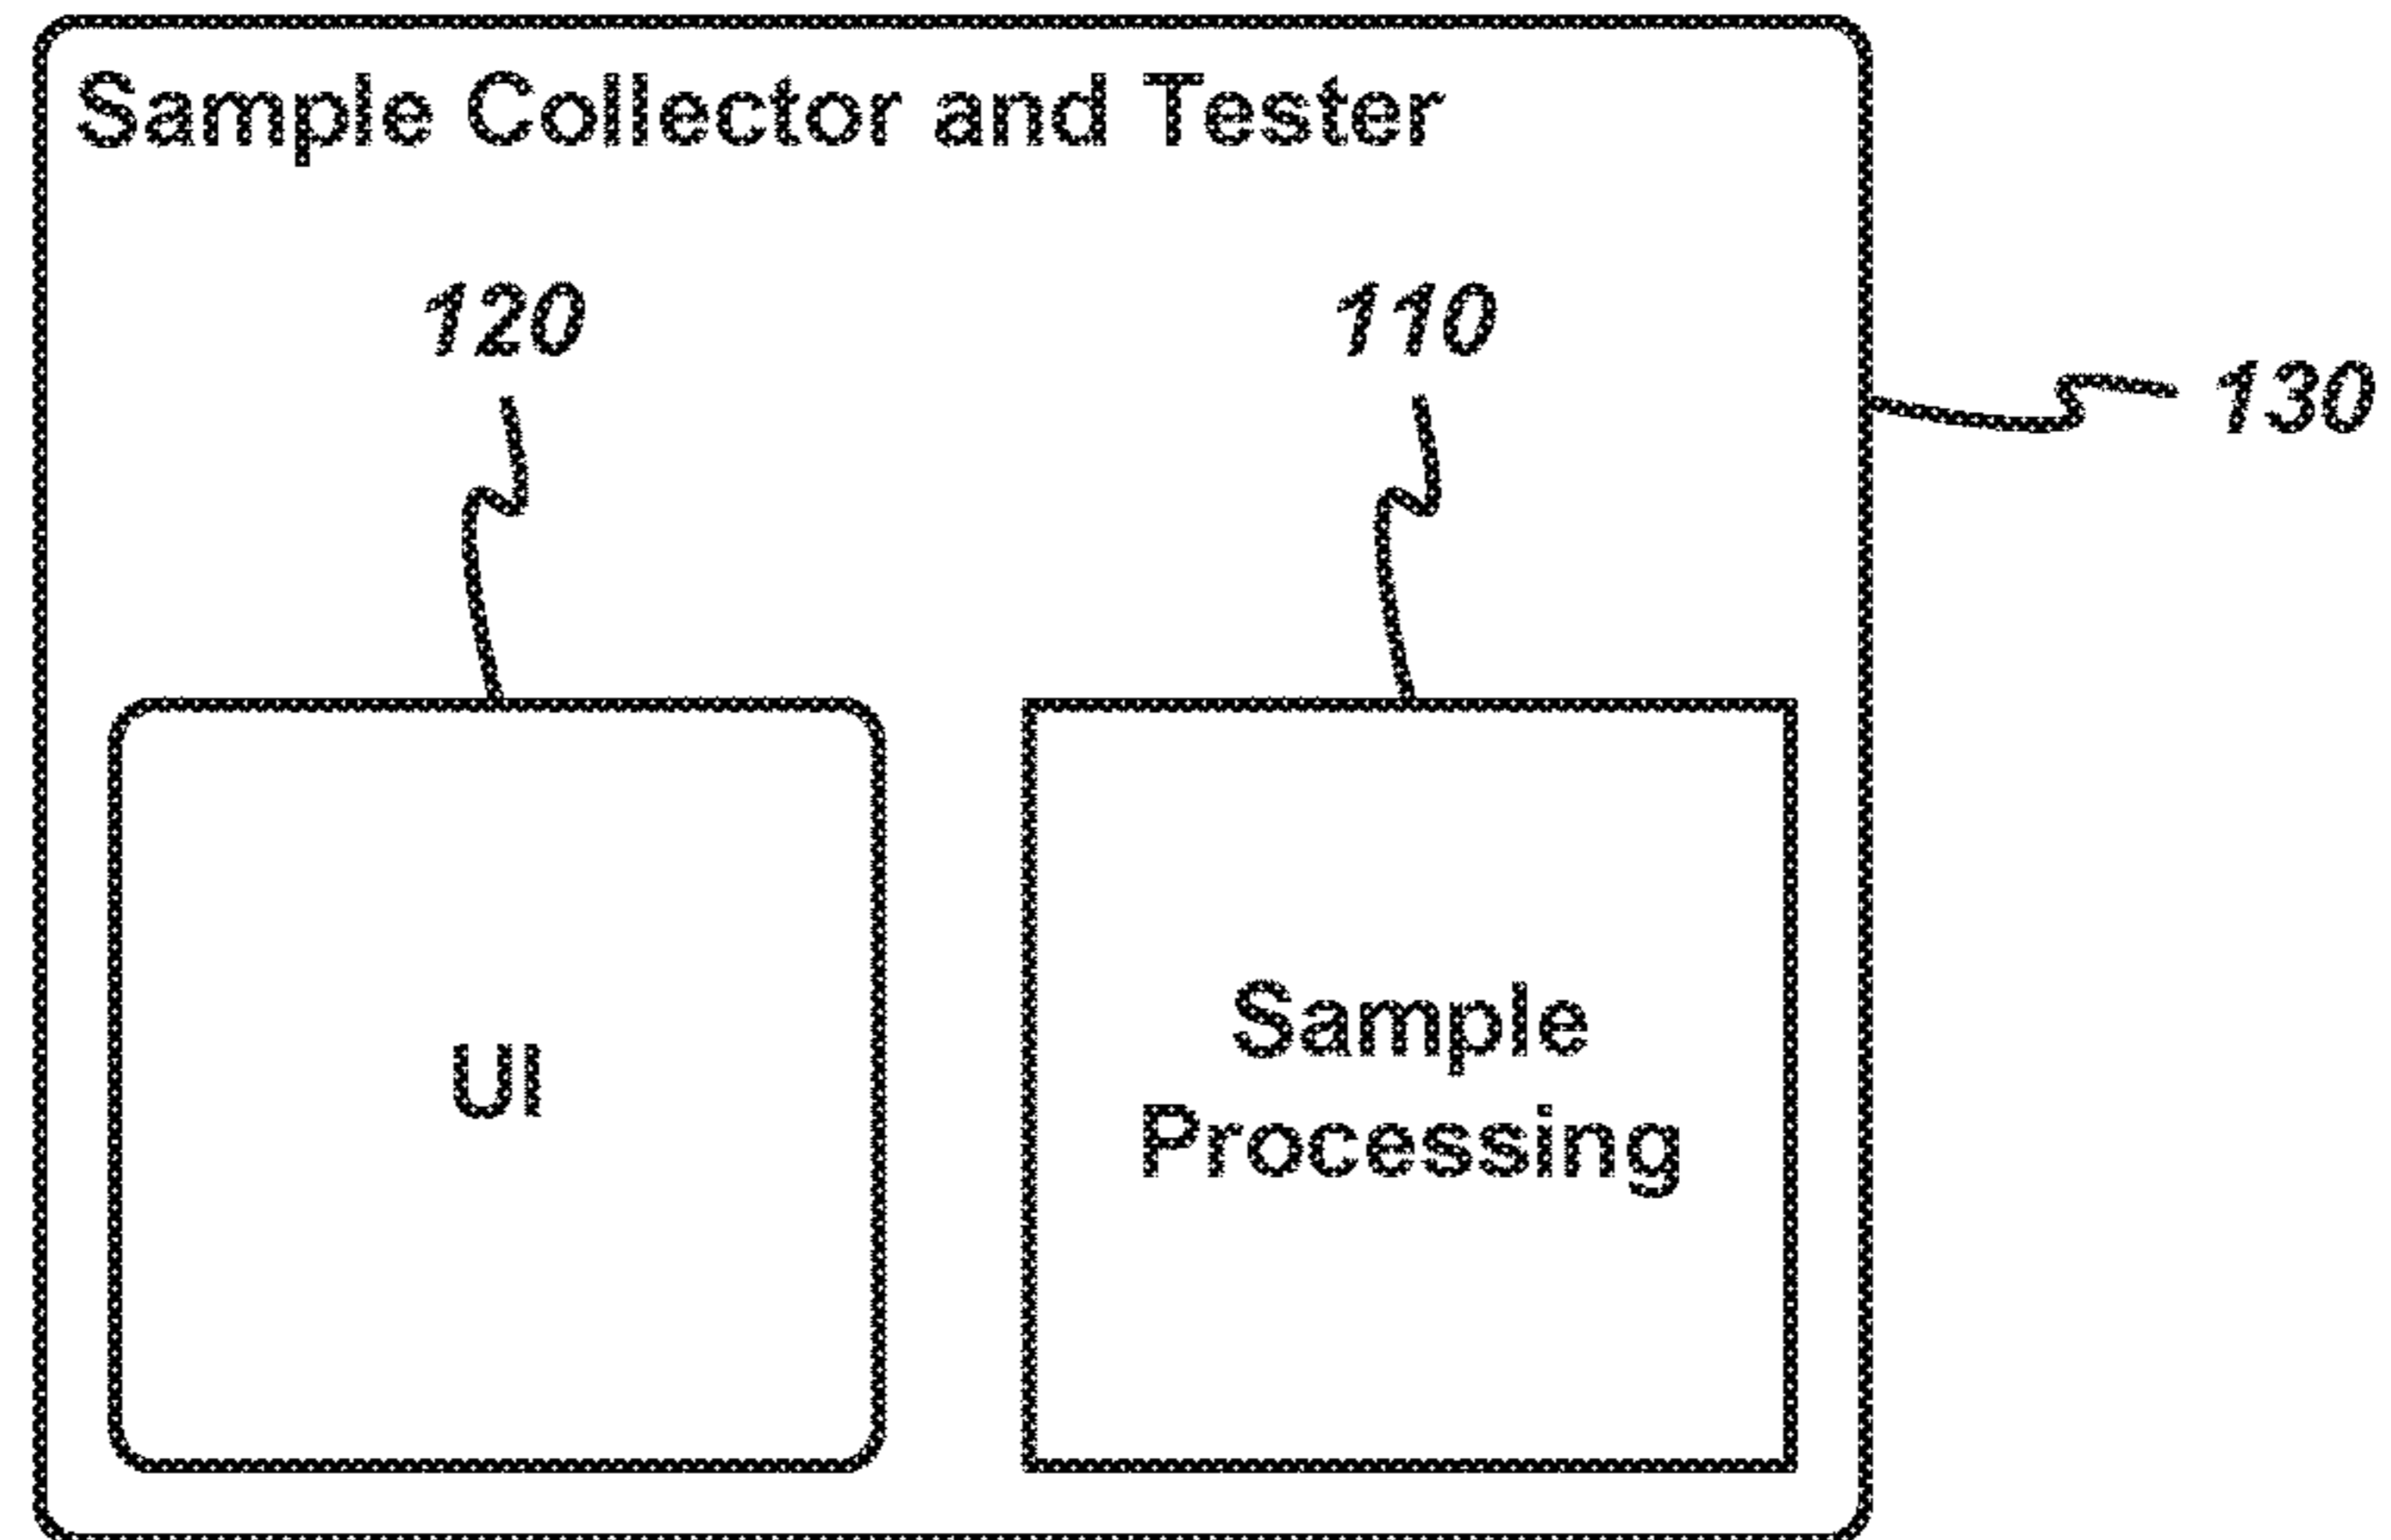 Sample Collector and Tester
120
110
130
UI
Sample
Processing